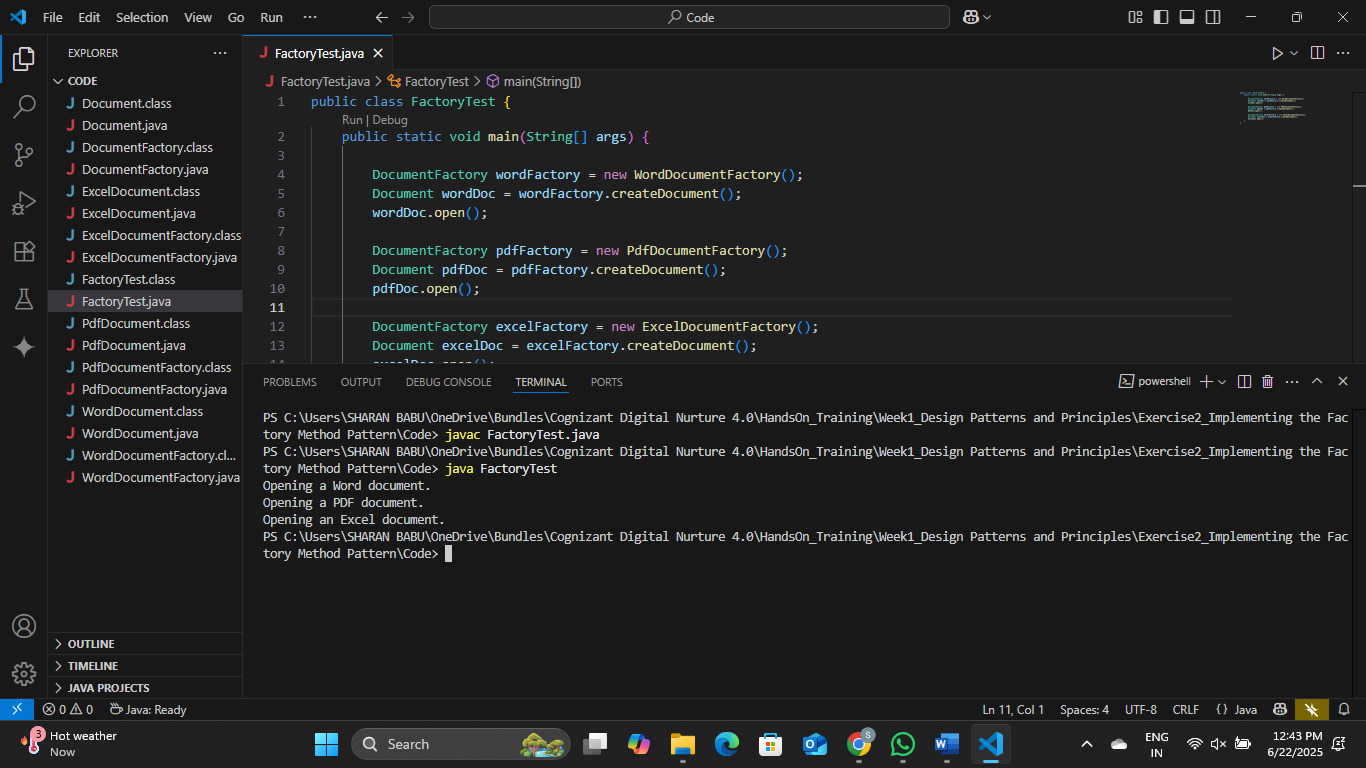 File Edit Selection View Go Run ··· Code
EXPLORER ···
CODE
Document.class
Document.java
DocumentFactory.class
DocumentFactory.java
ExcelDocument.class
ExcelDocument.java
ExcelDocumentFactory.class
ExcelDocumentFactory.java
FactoryTest.class
FactoryTest.java
PdfDocument.class
PdfDocument.java
PdfDocumentFactory.class
PdfDocumentFactory.java
WordDocument.class
WordDocument.java
WordDocumentFactory.cl...
WordDocumentFactory.java
OUTLINE
TIMELINE
JAVA PROJECTS
FactoryTest.java
FactoryTest.java > FactoryTest > main(String[])
1 public class FactoryTest {
Run | Debug
2 public static void main(String[] args) {
3
4 DocumentFactory wordFactory = new WordDocumentFactory();
5 Document wordDoc = wordFactory.createDocument();
6 wordDoc.open();
7
8 DocumentFactory pdfFactory = new PdfDocumentFactory();
9 Document pdfDoc = pdfFactory.createDocument();
10 pdfDoc.open();
11
12 DocumentFactory excelFactory = new ExcelDocumentFactory();
13 Document excelDoc = excelFactory.createDocument();
14 excelDoc.open();
PROBLEMS OUTPUT DEBUG CONSOLE TERMINAL PORTS powershell
PS C:\Users\SHARAN BABU\OneDrive\Bundles\Cognizant Digital Nurture 4.0\HandsOn_Training\Week1_Design Patterns and Principles\Exercise2_Implementing the Fac
tory Method Pattern\Code> javac FactoryTest.java
PS C:\Users\SHARAN BABU\OneDrive\Bundles\Cognizant Digital Nurture 4.0\HandsOn_Training\Week1_Design Patterns and Principles\Exercise2_Implementing the Fac
tory Method Pattern\Code> java FactoryTest
Opening a Word document.
Opening a PDF document.
Opening an Excel document.
PS C:\Users\SHARAN BABU\OneDrive\Bundles\Cognizant Digital Nurture 4.0\HandsOn_Training\Week1_Design Patterns and Principles\Exercise2_Implementing the Fac
tory Method Pattern\Code>
0 0 Java: Ready Ln 11, Col 1 Spaces: 4 UTF-8 CRLF {} Java
3 Hot weather
Now
Search
S
ENG
IN
12:43 PM
6/22/2025